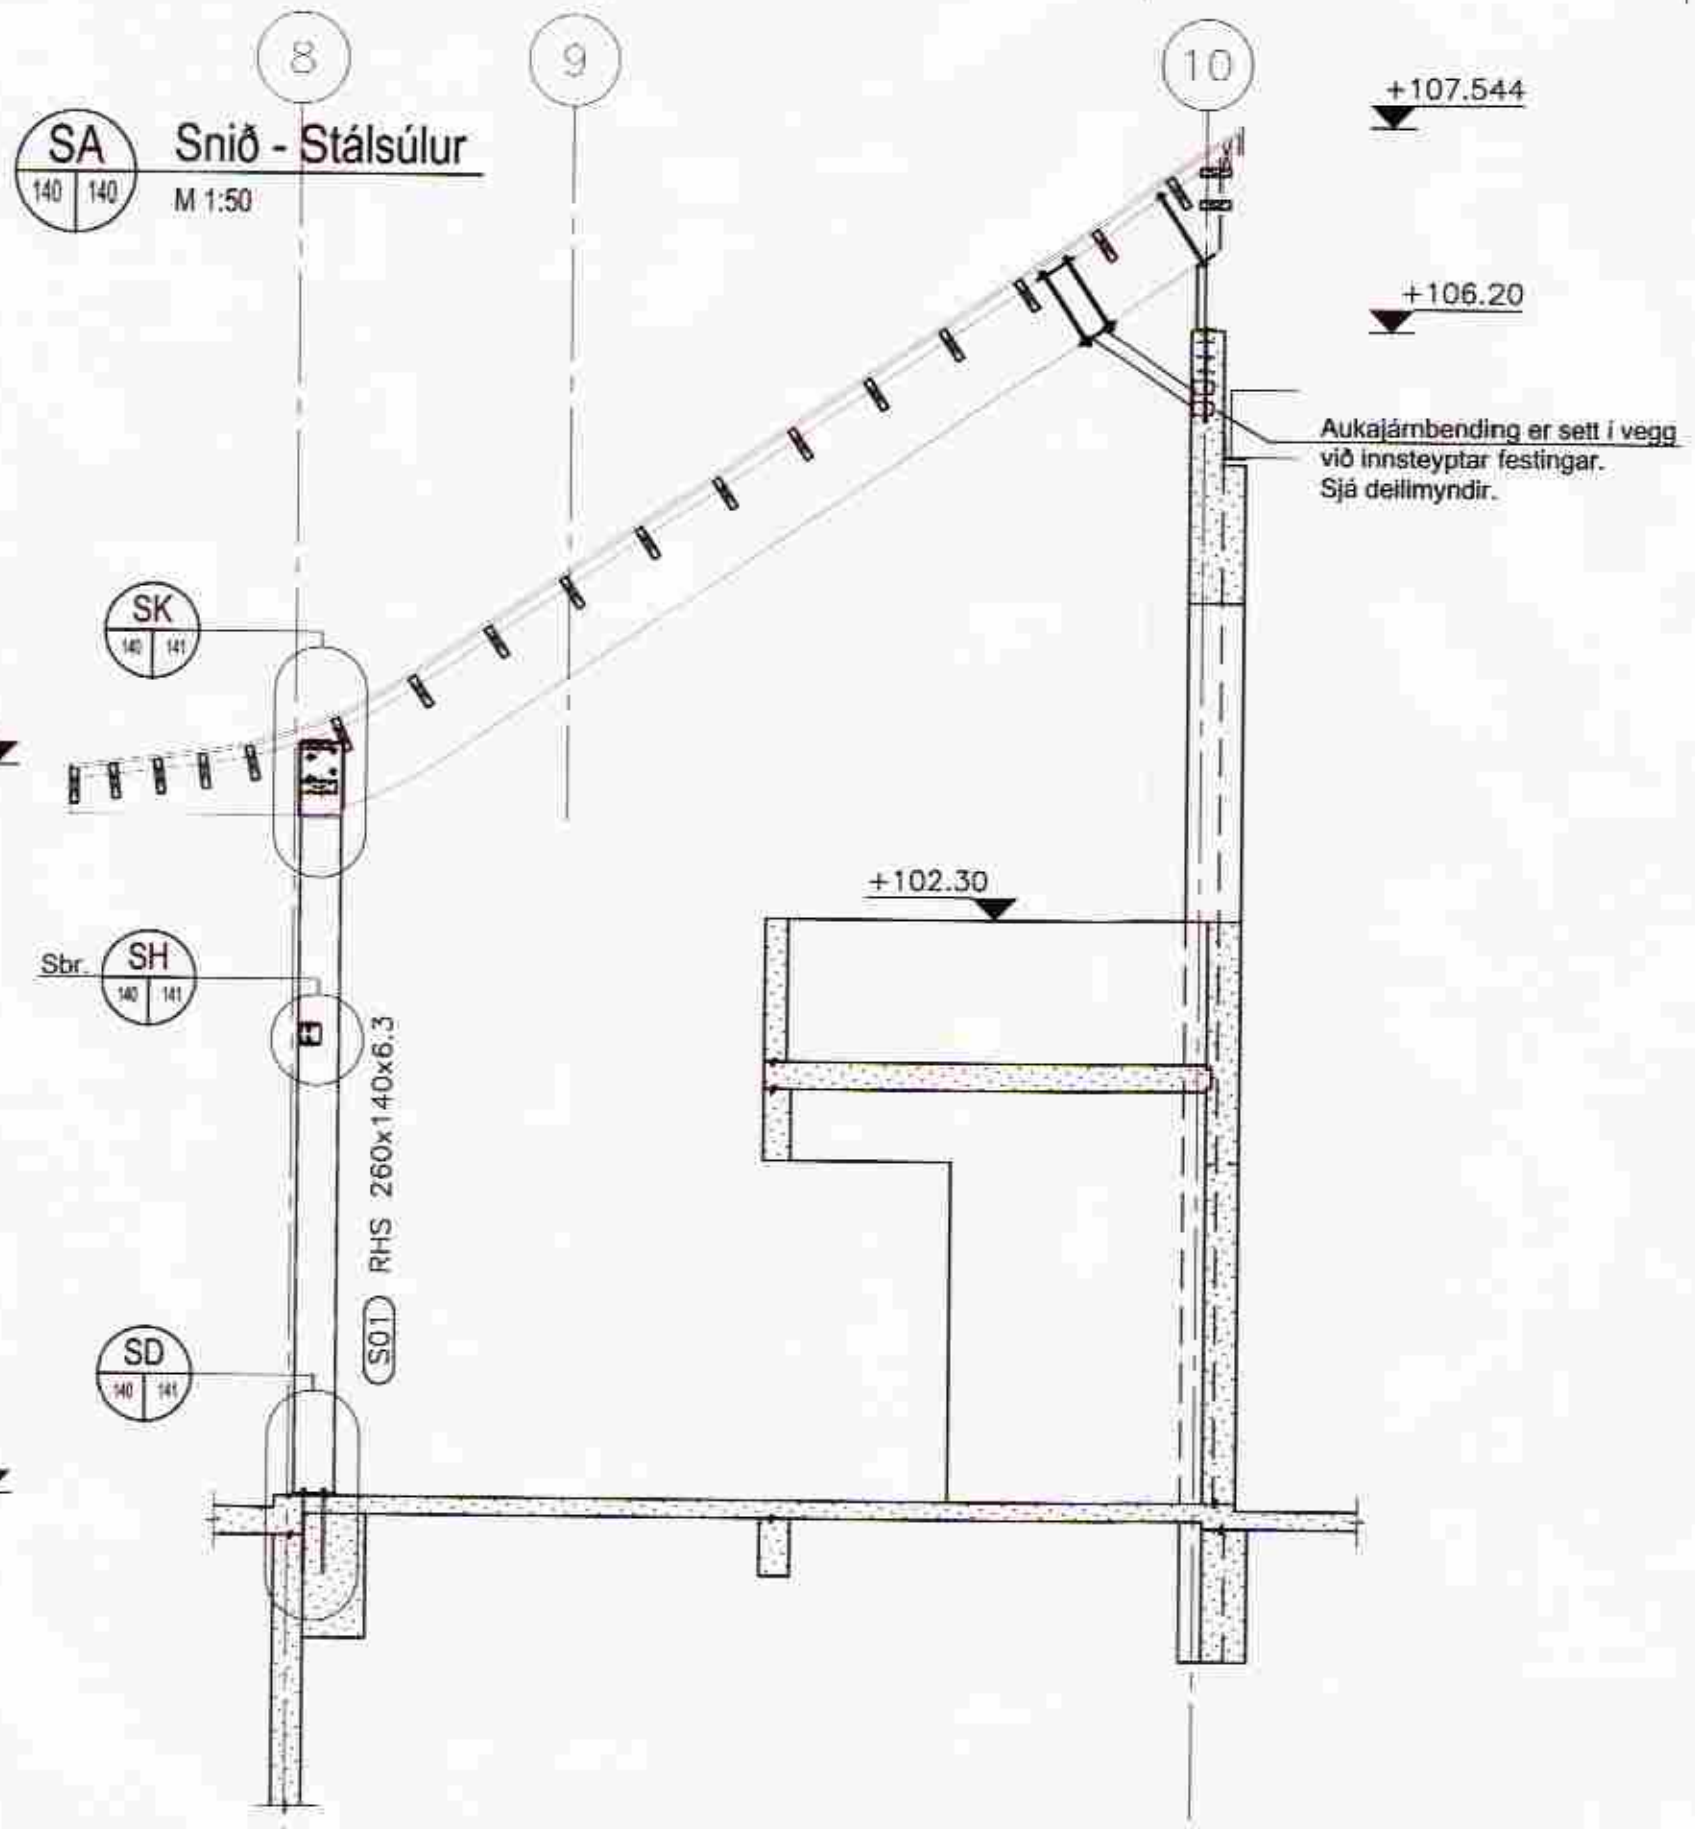 8
9
10
+107.544
SA
140 140
Snið - Stálsúlur
M 1:50
+106.20
Aukajárnbending er sett í vegg
við innsteyptar festingar.
Sjá deilimyndir.
SK
140 141
+102.30
Sbr.
SH
140 141
S01 RHS 260x140x6.3
SD
140 141